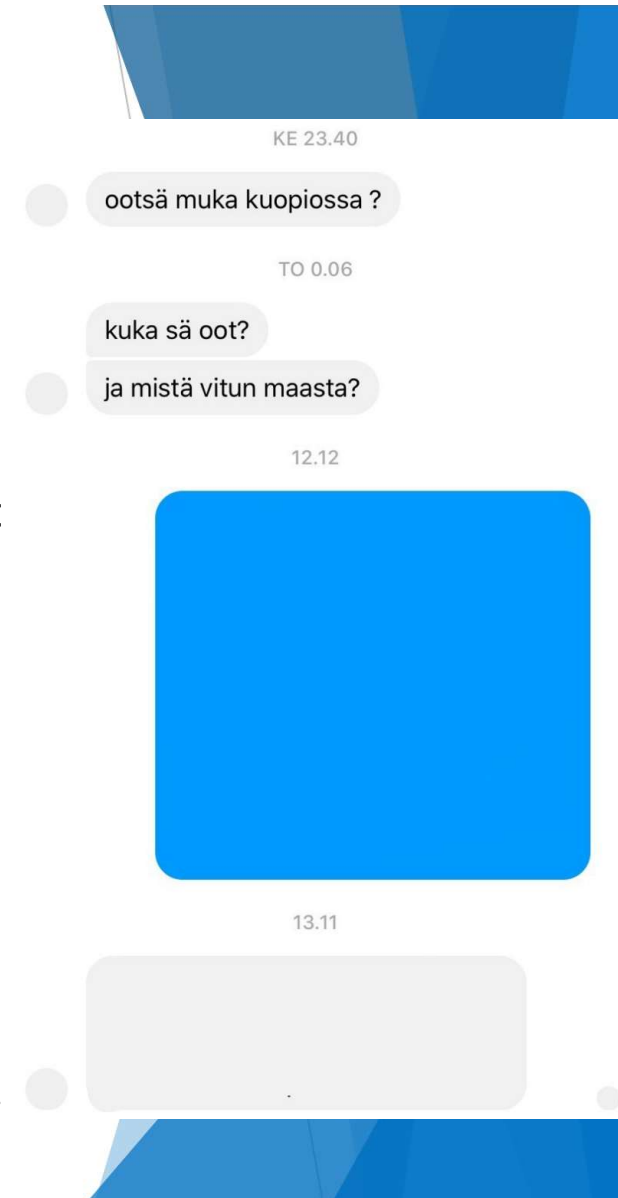 KE 23.40
ootsä muka kuopiossa ?
TO 0.06
kuka sä oot?
ja mistä vitun maasta?
12.12
13.11